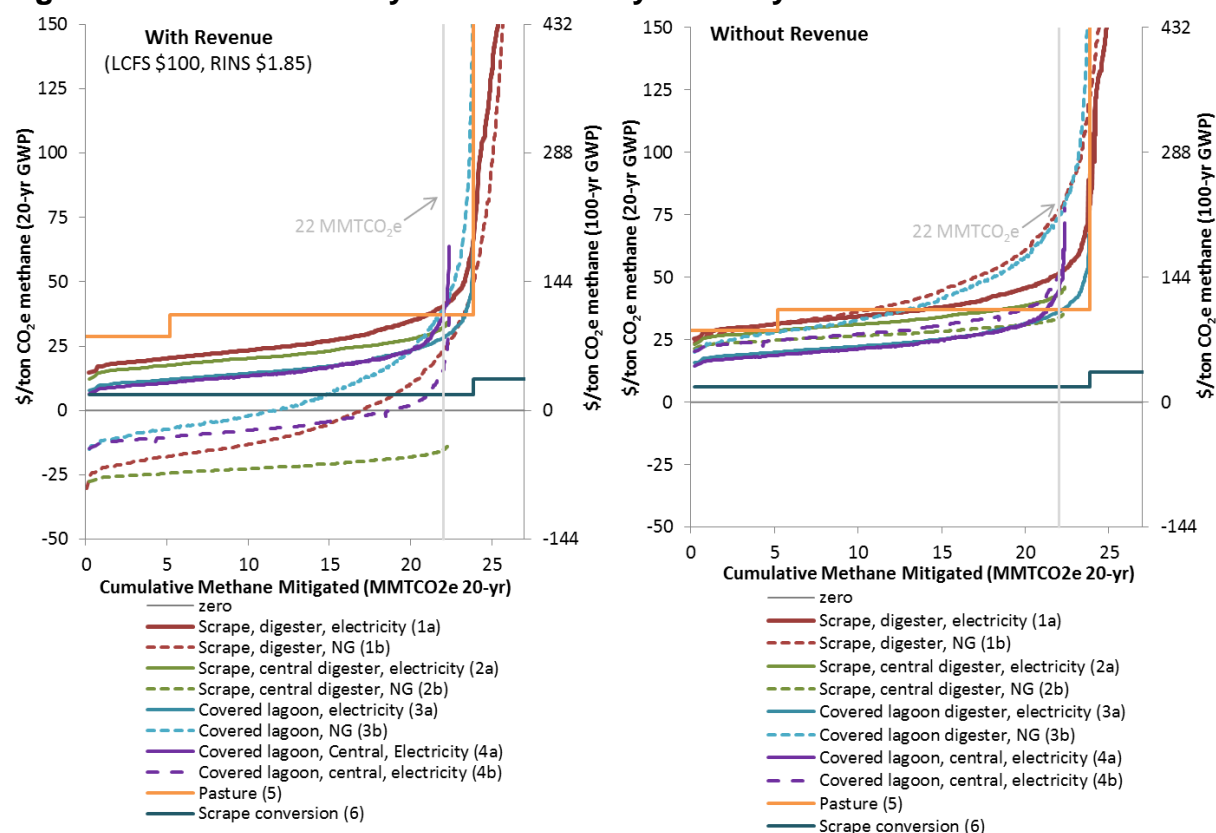 With Revenue
(LCFS $100, RINS $1.85)
$/ton CO₂e methane (20-yr GWP)
150
125
100
75
50
25
0
-25
-50
432
288
144
0
-144
$/ton CO₂e methane (100-yr GWP)
22 MMTCO₂e
0
5
10
15
20
25
Cumulative Methane Mitigated (MMTCO2e 20-yr)
zero
Scrape, digester, electricity (1a)
Scrape, digester, NG (1b)
Scrape, central digester, electricity (2a)
Scrape, central digester, NG (2b)
Covered lagoon, electricity (3a)
Covered lagoon, NG (3b)
Covered lagoon, Central, Electricity (4a)
Covered lagoon, central, electricity (4b)
Pasture (5)
Scrape conversion (6)
Without Revenue
$/ton CO₂e methane (20-yr GWP)
150
125
100
75
50
25
0
-25
-50
432
288
144
0
-144
$/ton CO₂e methane (100-yr GWP)
22 MMTCO₂e
0
5
10
15
20
25
Cumulative Methane Mitigated (MMTCO2e 20-yr)
zero
Scrape, digester, electricity (1a)
Scrape, digester, NG (1b)
Scrape, central digester, electricity (2a)
Scrape, central digester, NG (2b)
Covered lagoon digester, electricity (3a)
Covered lagoon digester, NG (3b)
Covered lagoon, central, electricity (4a)
Covered lagoon, central, electricity (4b)
Pasture (5)
Scrape conversion (6)